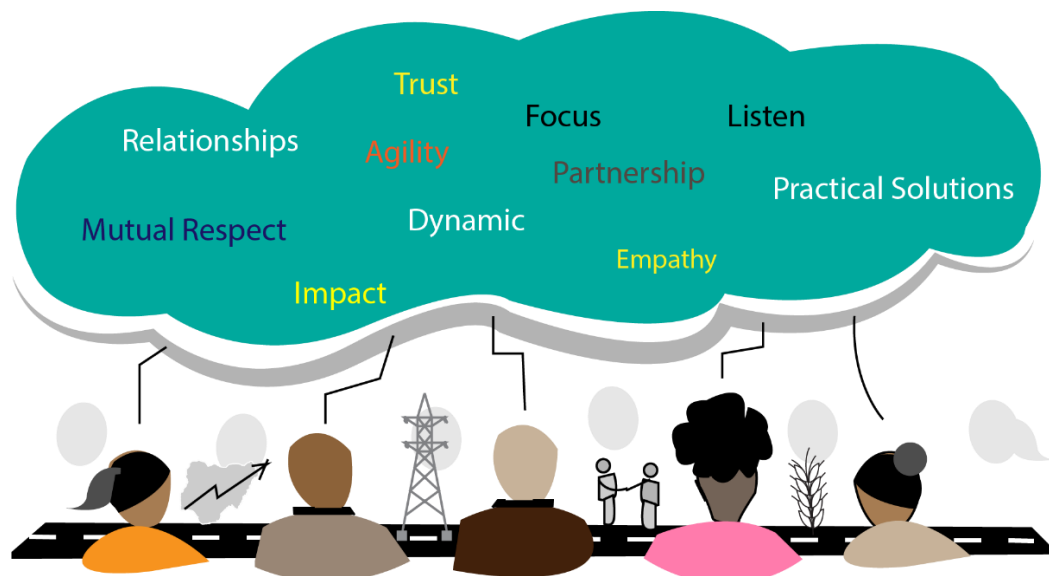 Trust
Focus
Listen
Relationships
Agility
Partnership
Practical Solutions
Mutual Respect
Dynamic
Empathy
Impact